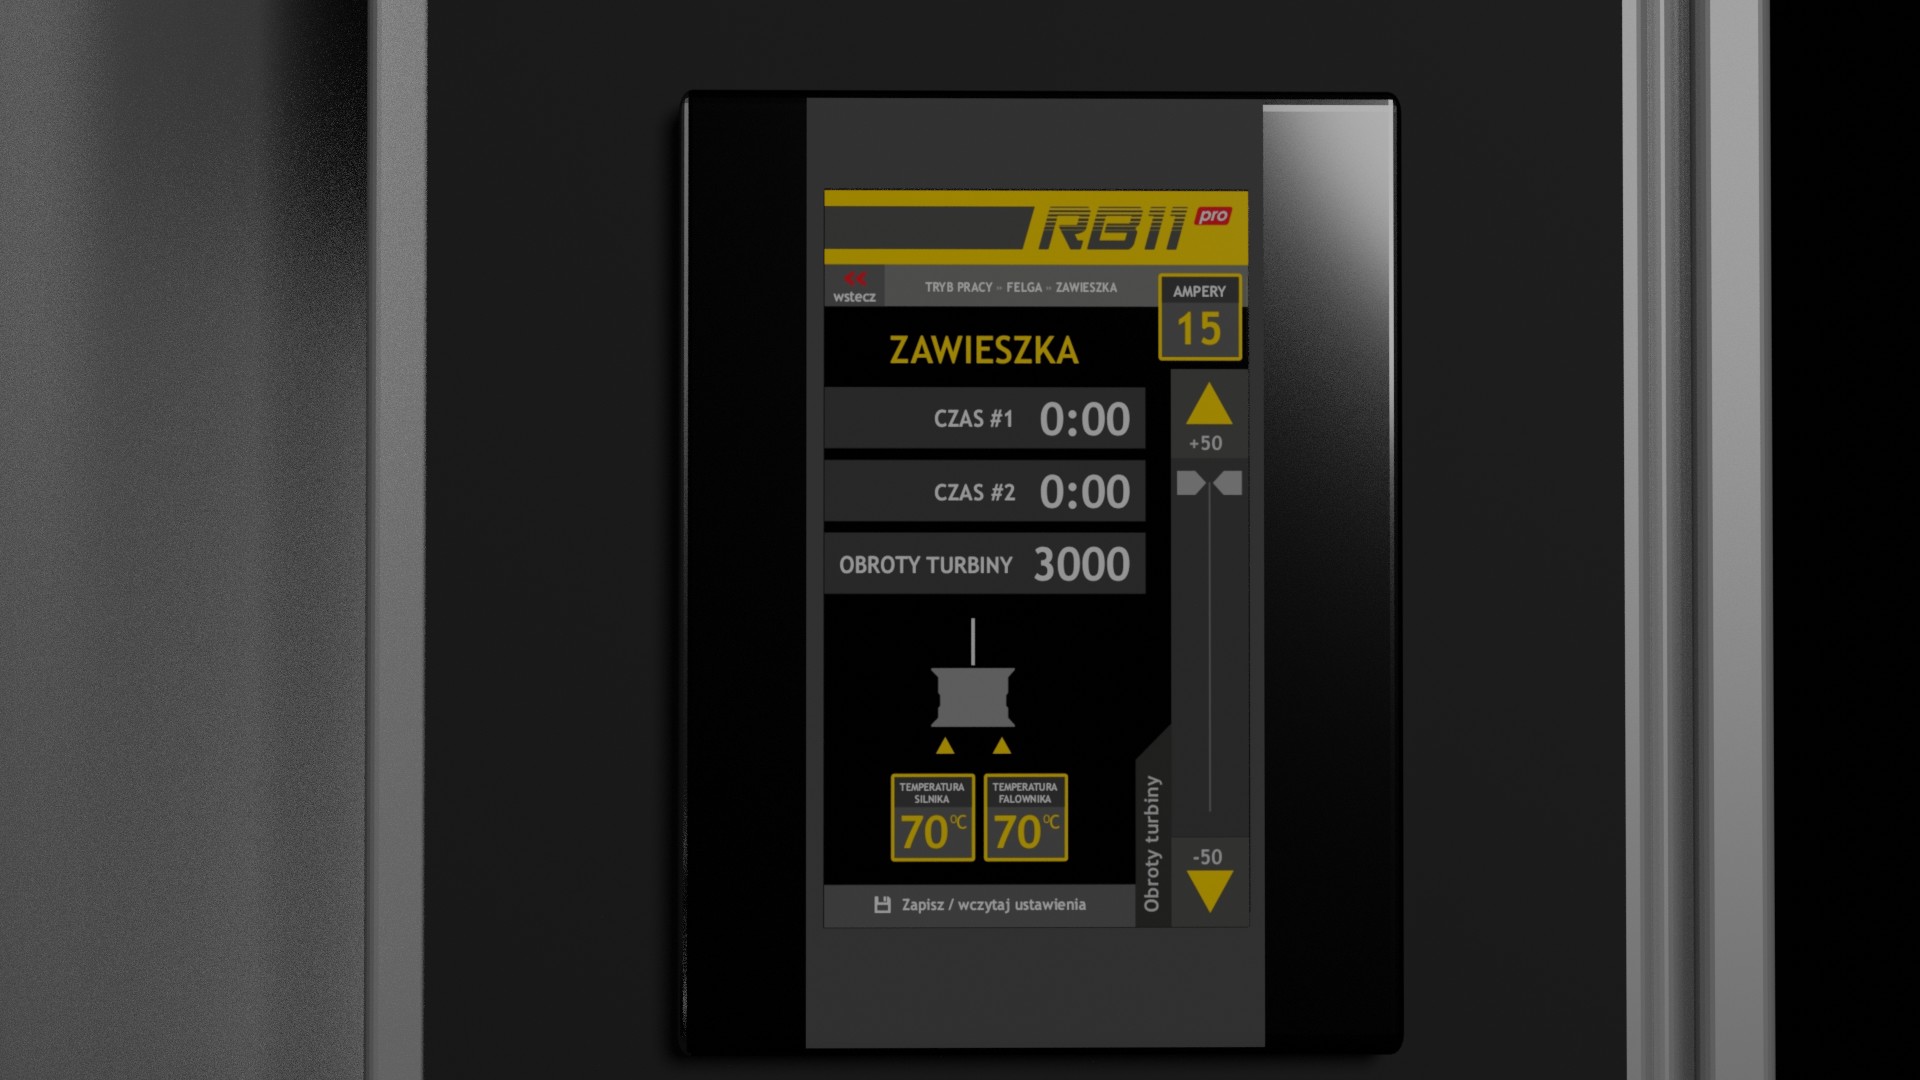 RB11 pro
wstecz
TRYB PRACY » FELGA » ZAWIESZKA
AMPERY
15
ZAWIESZKA
CZAS #1 0:00
+50
CZAS #2 0:00
OBROTY TURBINY 3000
TEMPERATURA
SILNIKA
70°C
TEMPERATURA
FALOWNIKA
70°C
Obroty turbiny
-50
Zapisz / wczytaj ustawienia